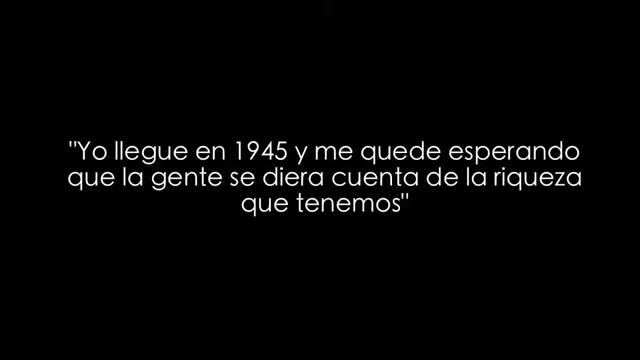 "Yo llegue en 1945 y me quede esperando
que la gente se diera cuenta de la riqueza
que tenemos"